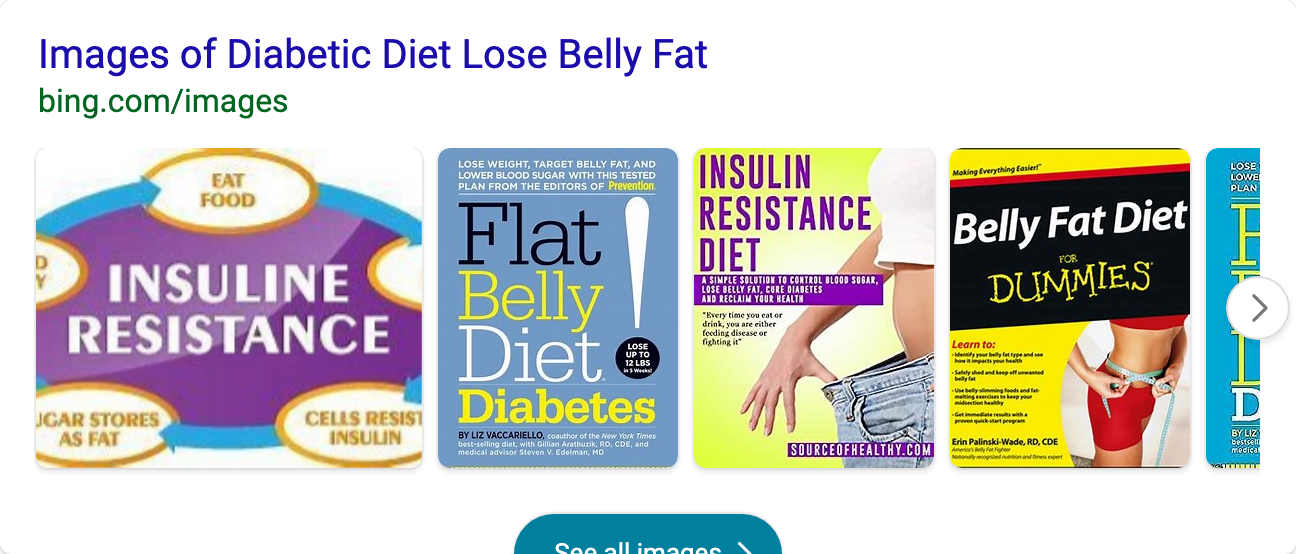 Images of Diabetic Diet Lose Belly Fat
bing.com/images
EAT
FOOD
INSULINE
RESISTANCE
D
Y
JGAR STORES
AS FAT
CELLS RESIST
INSULIN
LOSE WEIGHT, TARGET BELLY FAT, AND
LOWER BLOOD SUGAR WITH THIS TESTED
PLAN FROM THE EDITORS OF Prevention.
Flat
Belly
Diet!
Diabetes
LOSE
UP TO
12 LBS
in 5 Weeks!
BY LIZ VACCARIELLO, coauthor of the New York Times
best-selling diet, with Gillian Arathuzik, RD, CDE, and
medical advisor Steven V. Edelman, MD
INSULIN
RESISTANCE
DIET
A SIMPLE SOLUTION TO CONTROL BLOOD SUGAR,
LOSE BELLY FAT, CURE DIABETES
AND RECLAIM YOUR HEALTH
"Every time you eat or
drink, you are either
feeding disease or
fighting it"
SOURCEOFHEALTHY.COM
Making Everything Easier!™
Belly Fat Diet
FOR
DUMMIES®
Learn to:
• Identify your belly fat type and see
how it impacts your health
• Safely shed and keep off unwanted
belly fat
• Use belly-slimming foods and fat-
melting exercises to keep your
midsection healthy
• Get immediate results with a
proven quick-start program
Erin Palinski-Wade, RD, CDE
America's Belly Fat Fighter
Nationally recognized nutrition and fitness expert
LOSE
LOWE
PLAN
D
BY LIZ
bestsell
medical
See all images